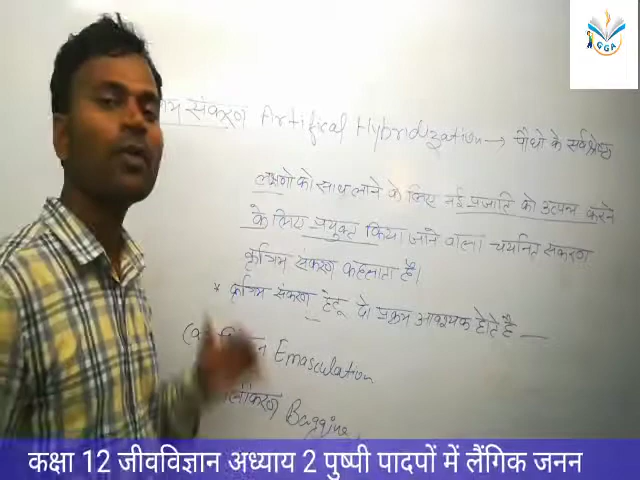 GGA
संकरण Artifical Hybridization → पौधो के सर्वश्रेष्ठ
लक्षणों को साथ लाने के लिए नई प्रजाति को उत्पन्न करने
के लिए प्रयुक्त किया जाने वाला चयनित संकरण
कृत्रिम संकरण कहलाता है।
* कृत्रिम संकरण हेतू दो प्रक्रम आवश्यक होते है —
(a) Emasculation
Bagging
कक्षा 12 जीवविज्ञान अध्याय 2 पुष्पी पादपों में लैंगिक जनन